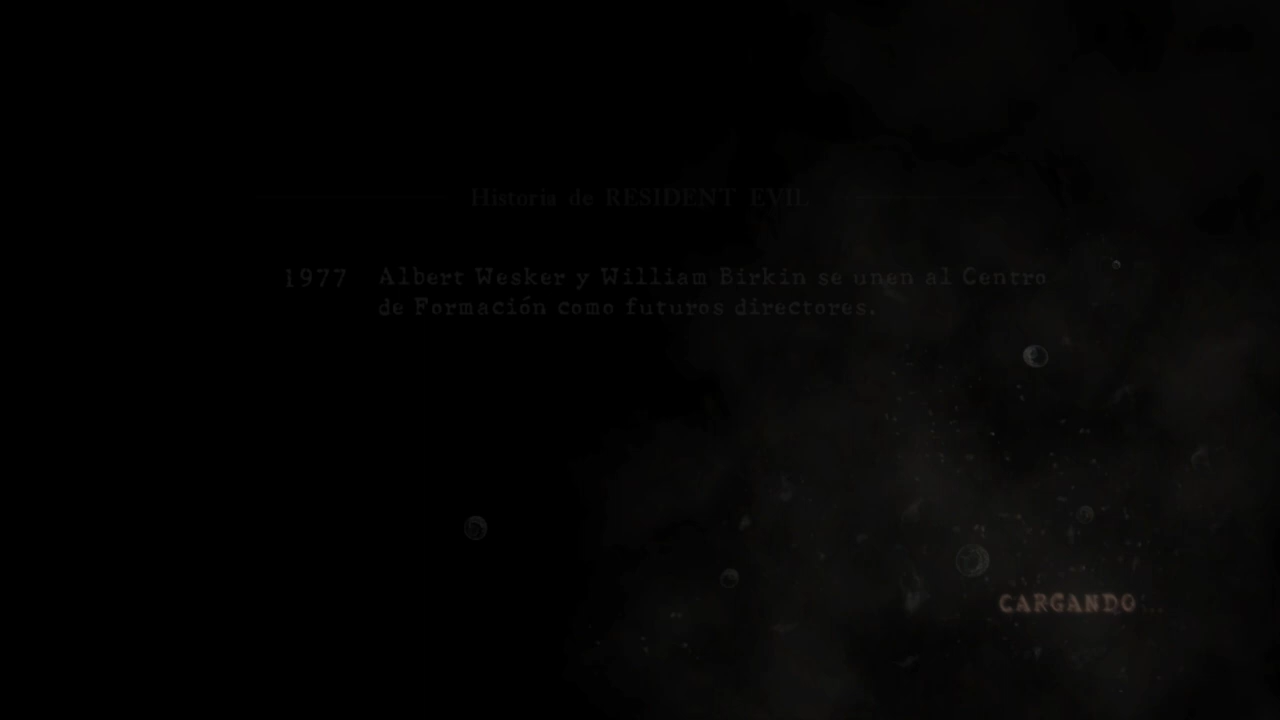 Historia de RESIDENT EVIL
1977 Albert Wesker y William Birkin se unen al Centro
de Formación como futuros directores.
CARGANDO...